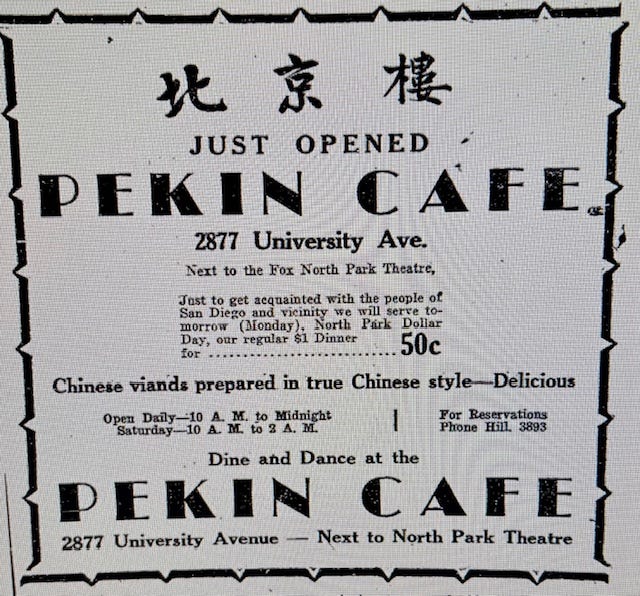 北京樓
JUST OPENED
PEKIN CAFE
2877 University Ave.
Next to the Fox North Park Theatre,
Just to get acquainted with the people of
San Diego and vicinity we will serve to-
morrow (Monday), North Park Dollar
Day, our regular $1 Dinner
for .............................. 50c
Chinese viands prepared in true Chinese style—Delicious
Open Daily—10 A. M. to Midnight
Saturday—10 A. M. to 2 A. M.
For Reservations
Phone Hill. 3893
Dine and Dance at the
PEKIN CAFE
2877 University Avenue — Next to North Park Theatre